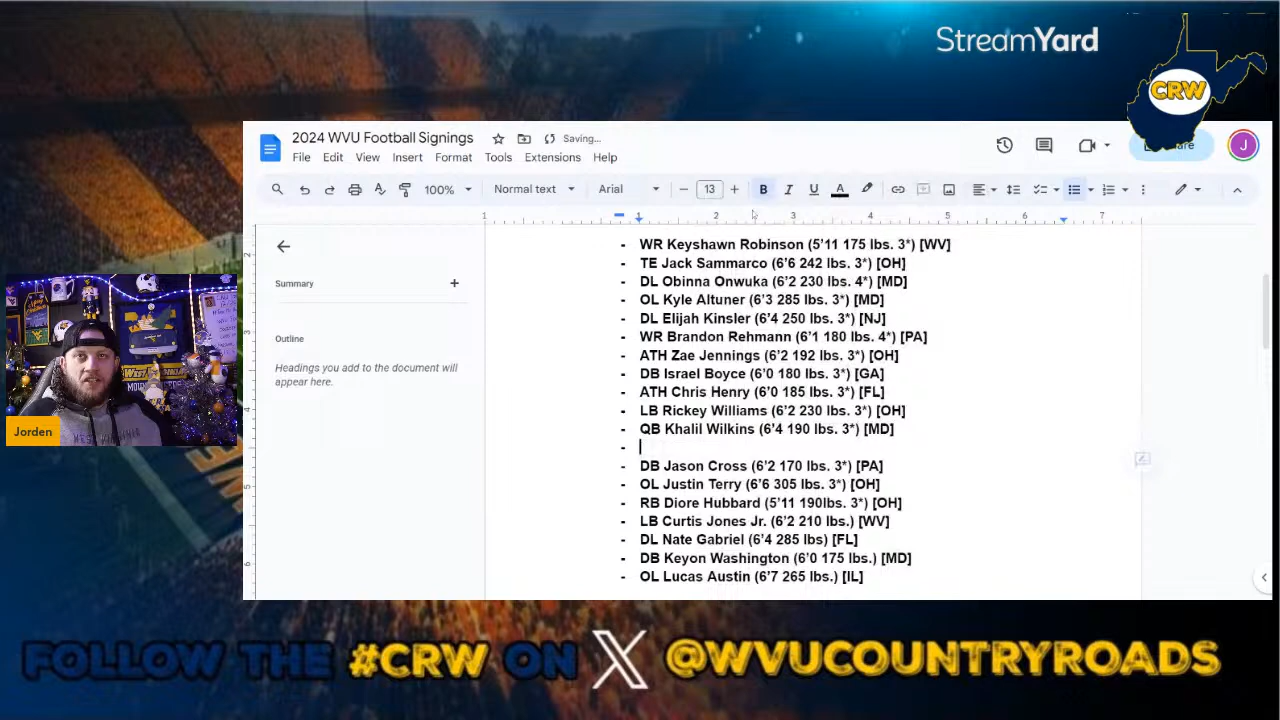 StreamYard
CRW
2024 WVU Football Signings
Saving...
File Edit View Insert Format Tools Extensions Help
100% Normal text Arial 13 B I U A
1 1 2 3 4 5 6 7
Summary
Outline
Headings you add to the document will
appear here.
- WR Keyshawn Robinson (5'11 175 lbs. 3*) [WV]
- TE Jack Sammarco (6'6 242 lbs. 3*) [OH]
- DL Obinna Onwuka (6'2 230 lbs. 4*) [MD]
- OL Kyle Altuner (6'3 285 lbs. 3*) [MD]
- DL Elijah Kinsler (6'4 250 lbs. 3*) [NJ]
- WR Brandon Rehmann (6'1 180 lbs. 4*) [PA]
- ATH Zae Jennings (6'2 192 lbs. 3*) [OH]
- DB Israel Boyce (6'0 180 lbs. 3*) [GA]
- ATH Chris Henry (6'0 185 lbs. 3*) [FL]
- LB Rickey Williams (6'2 230 lbs. 3*) [OH]
- QB Khalil Wilkins (6'4 190 lbs. 3*) [MD]
-
- DB Jason Cross (6'2 170 lbs. 3*) [PA]
- OL Justin Terry (6'6 305 lbs. 3*) [OH]
- RB Diore Hubbard (5'11 190lbs. 3*) [OH]
- LB Curtis Jones Jr. (6'2 210 lbs.) [WV]
- DL Nate Gabriel (6'4 285 lbs) [FL]
- DB Keyon Washington (6'0 175 lbs.) [MD]
- OL Lucas Austin (6'7 265 lbs.) [IL]
J
Jorden
FOLLOW THE #CRW ON X @WVUCOUNTRYROADS